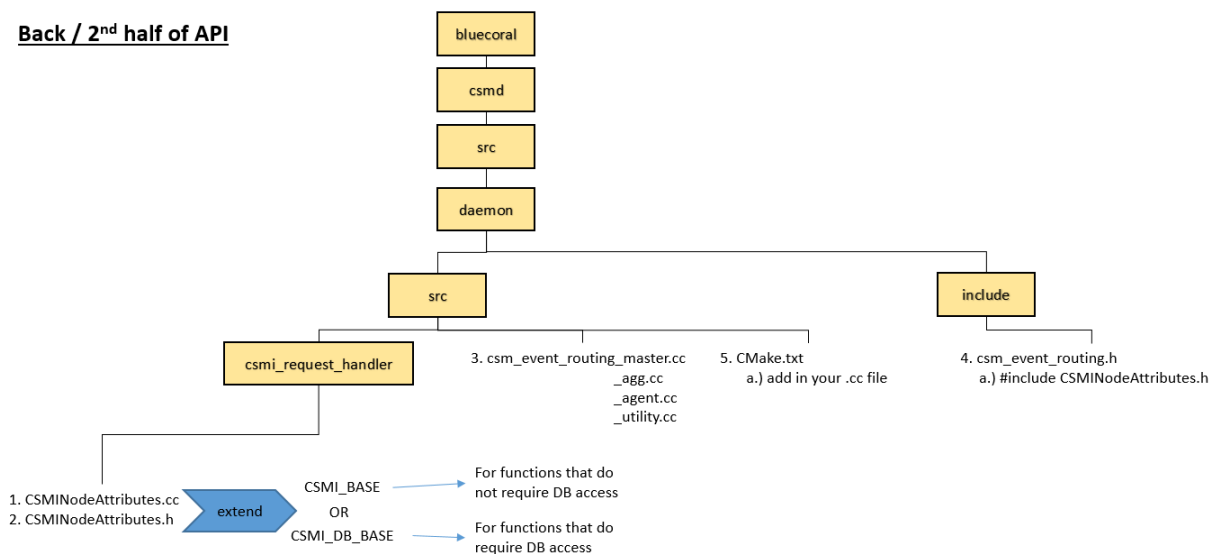 Back / 2nd half of API
bluecoral
csmd
src
daemon
src
include
csmi_request_handler
3. csm_event_routing_master.cc
_agg.cc
_agent.cc
_utility.cc
5. CMake.txt
a.) add in your .cc file
4. csm_event_routing.h
a.) #include CSMINodeAttributes.h
1. CSMINodeAttributes.cc
2. CSMINodeAttributes.h
extend
CSMI_BASE
OR
CSMI_DB_BASE
For functions that do
not require DB access
For functions that do
require DB access